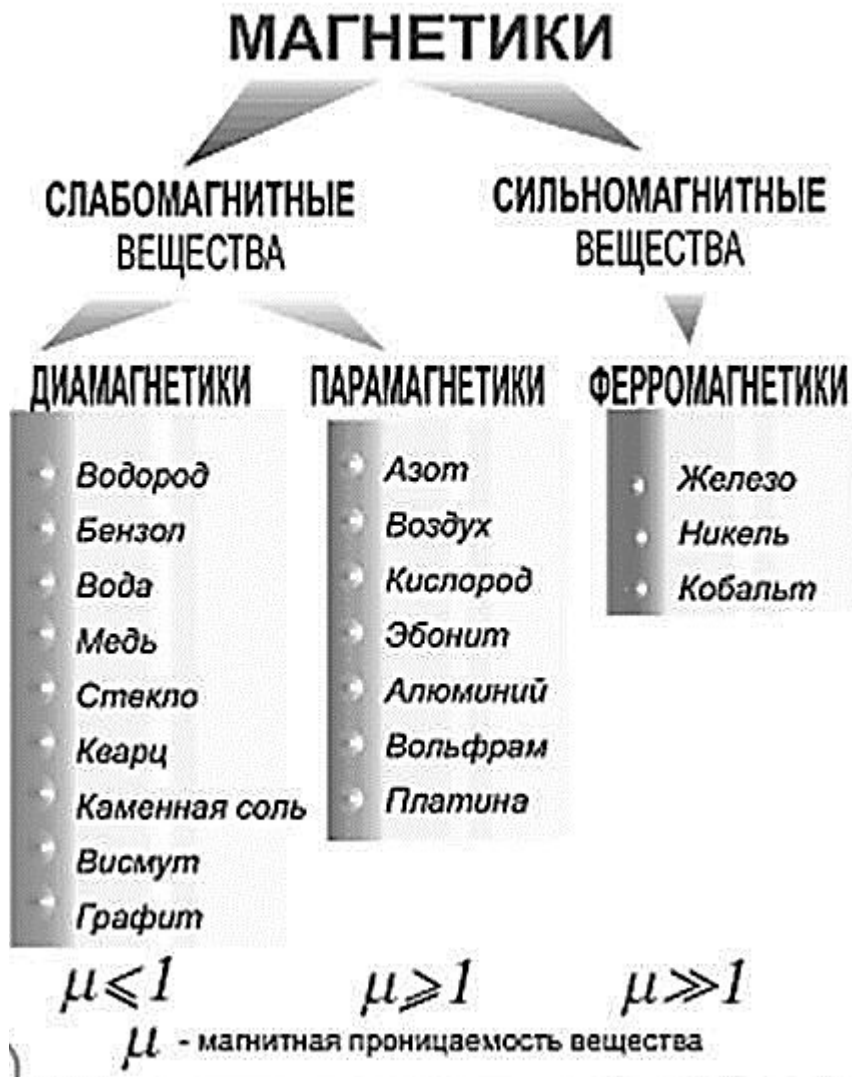 МАГНЕТИКИ
СЛАБОМАГНИТНЫЕ
ВЕЩЕСТВА
СИЛЬНОМАГНИТНЫЕ
ВЕЩЕСТВА
ДИАМАГНЕТИКИ
Водород
Бензол
Вода
Медь
Стекло
Кварц
Каменная соль
Висмут
Графит
μ⩽1
ПАРАМАГНЕТИКИ
Азот
Воздух
Кислород
Эбонит
Алюминий
Вольфрам
Платина
μ⩾1
ФЕРРОМАГНЕТИКИ
Железо
Никель
Кобальт
μ≫1
μ - магнитная проницаемость вещества